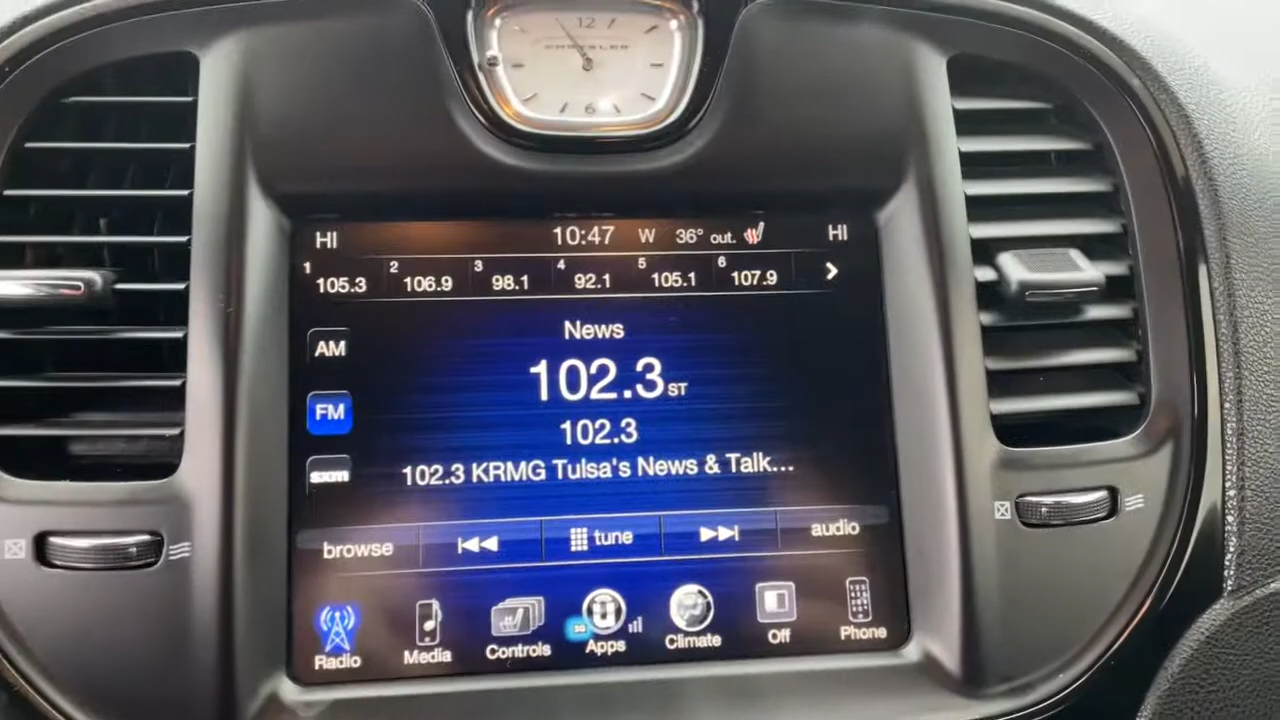 12
CHRYSLER
6
HI 10:47 W 36° out. HI
1 105.3 2 106.9 3 98.1 4 92.1 5 105.1 6 107.9
AM
FM
sxm
News
102.3 ST
102.3
102.3 KRMG Tulsa's News & Talk...
browse tune audio
Radio Media Controls 3G Apps Climate Off Phone